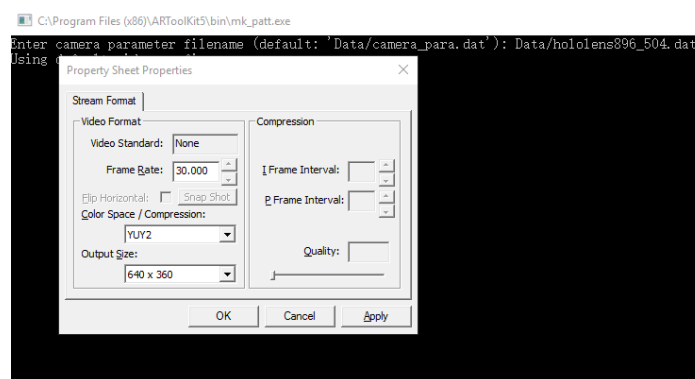 C:\Program Files (x86)\ARToolKit5\bin\mk_patt.exe
Enter camera parameter filename (default: 'Data/camera_para.dat'): Data/hololens896_504.dat
Using
Property Sheet Properties
Stream Format
Video Format
Video Standard: None
Frame Rate: 30.000
Flip Horizontal: Snap Shot
Color Space / Compression:
YUY2
Output Size:
640 x 360
Compression
I Frame Interval:
P Frame Interval:
Quality:
OK Cancel Apply